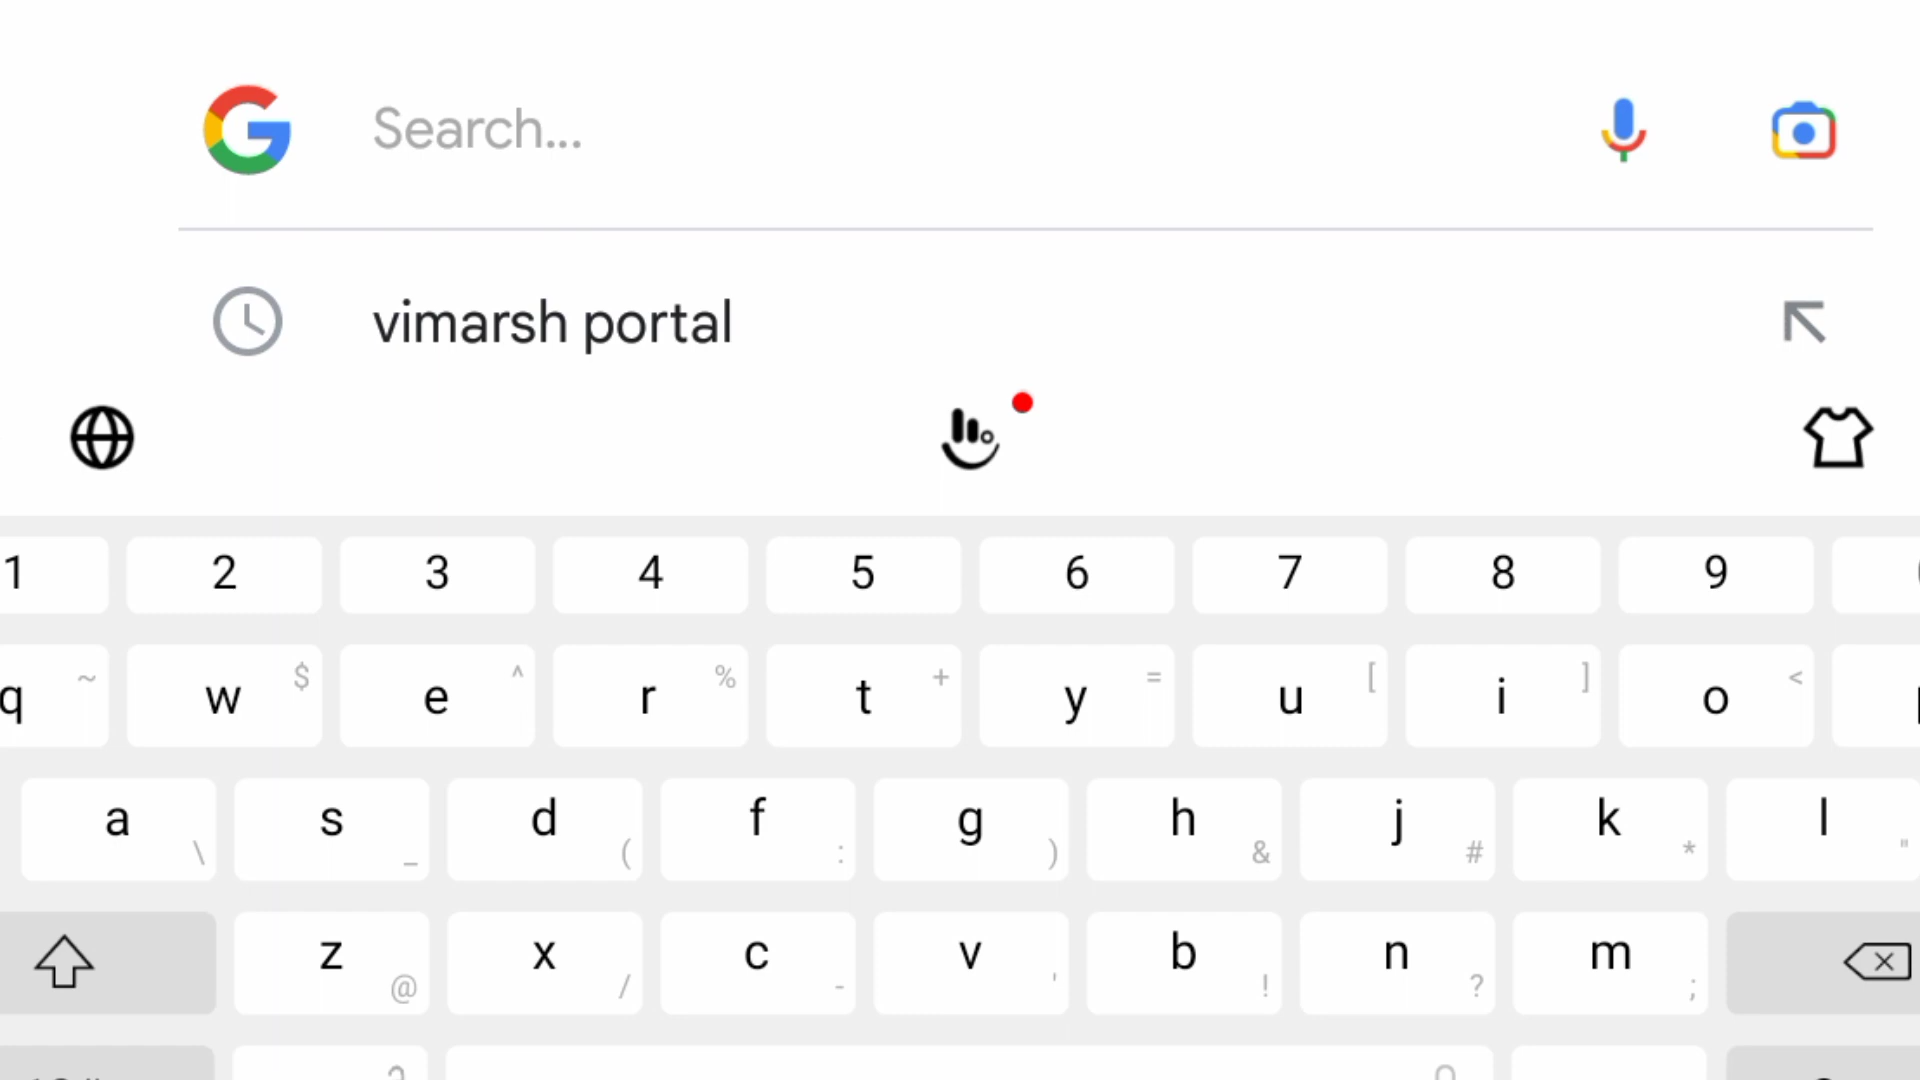 Search...
vimarsh portal
1 2 3 4 5 6 7 8 9
q ~ w $ e ^ r % t + y = u [ i ] o <
a \ s _ d ( f : g ) h & j # k * l "
z @ x / c - v ' b ! n ? m ;